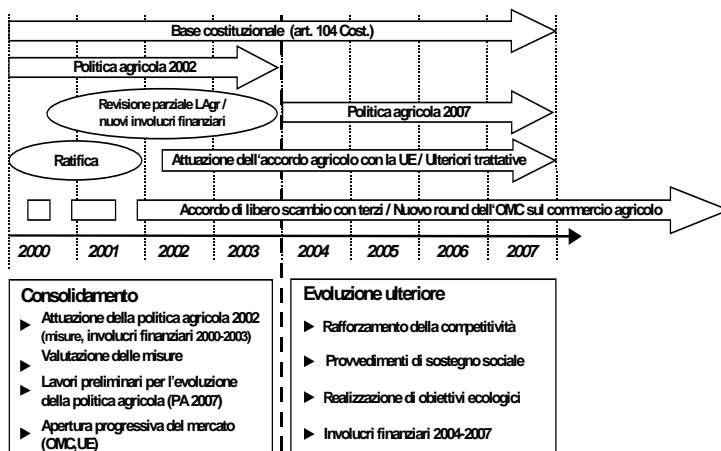 Base costituzionale (art. 104 Cost.)
Politica agricola 2002
Revisione parziale LAgr /
nuovi involucri finanziari
Politica agricola 2007
Ratifica
Attuazione dell'accordo agricolo con la UE / Ulteriori trattative
Accordo di libero scambio con terzi / Nuovo round dell'OMC sul commercio agricolo
2000 2001 2002 2003 2004 2005 2006 2007
Consolidamento
► Attuazione della politica agricola 2002
(misure, involucri finanziari 2000-2003)
► Valutazione delle misure
► Lavori preliminari per l'evoluzione
della politica agricola (PA 2007)
► Apertura progressiva del mercato
(OMC,UE)
Evoluzione ulteriore
► Rafforzamento della competitività
► Provvedimenti di sostegno sociale
► Realizzazione di obiettivi ecologici
► Involucri finanziari 2004-2007